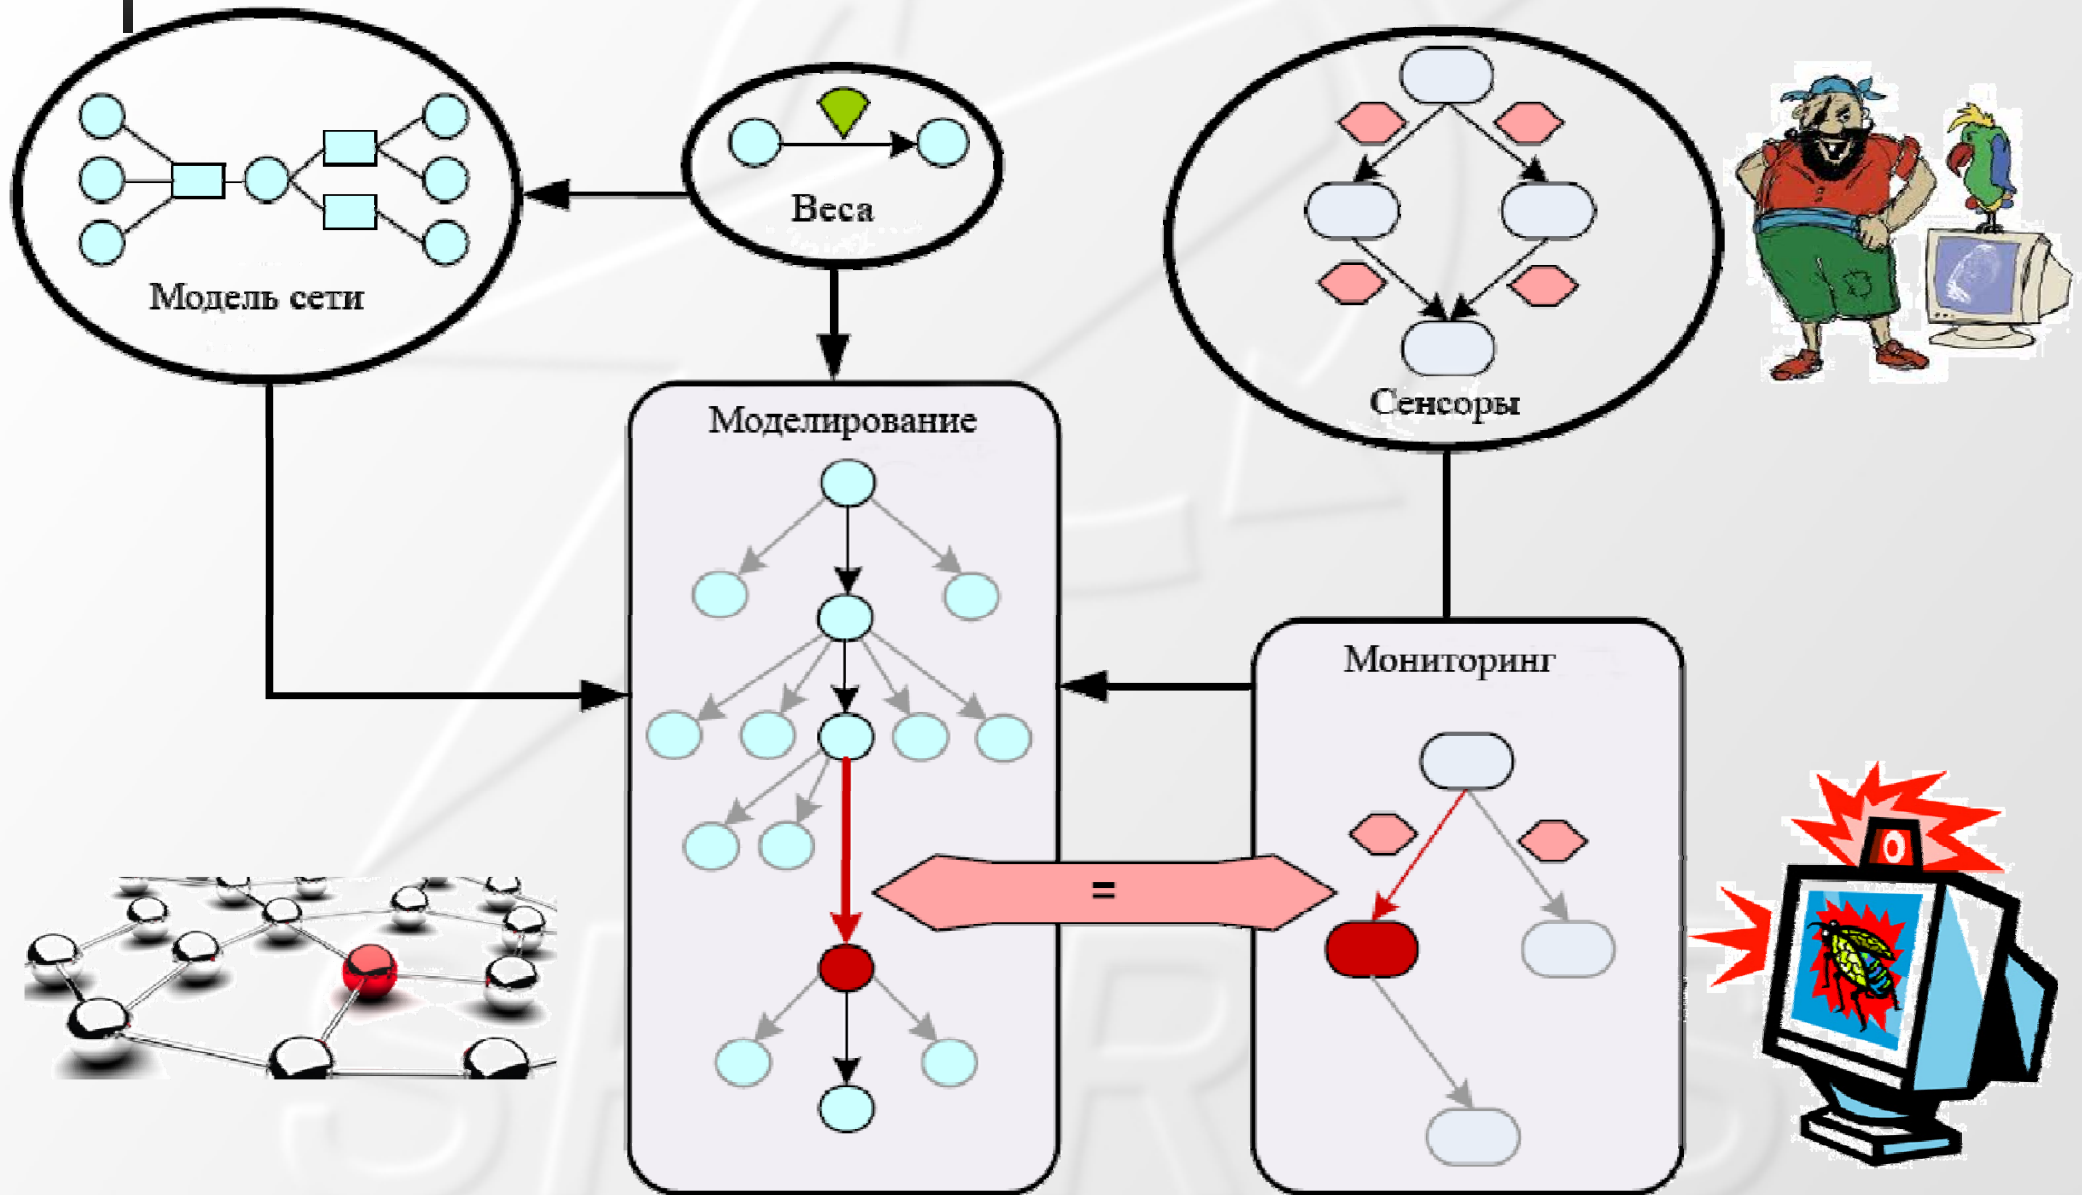 Модель сети
Веса
Сенсоры
Моделирование
Мониторинг
=